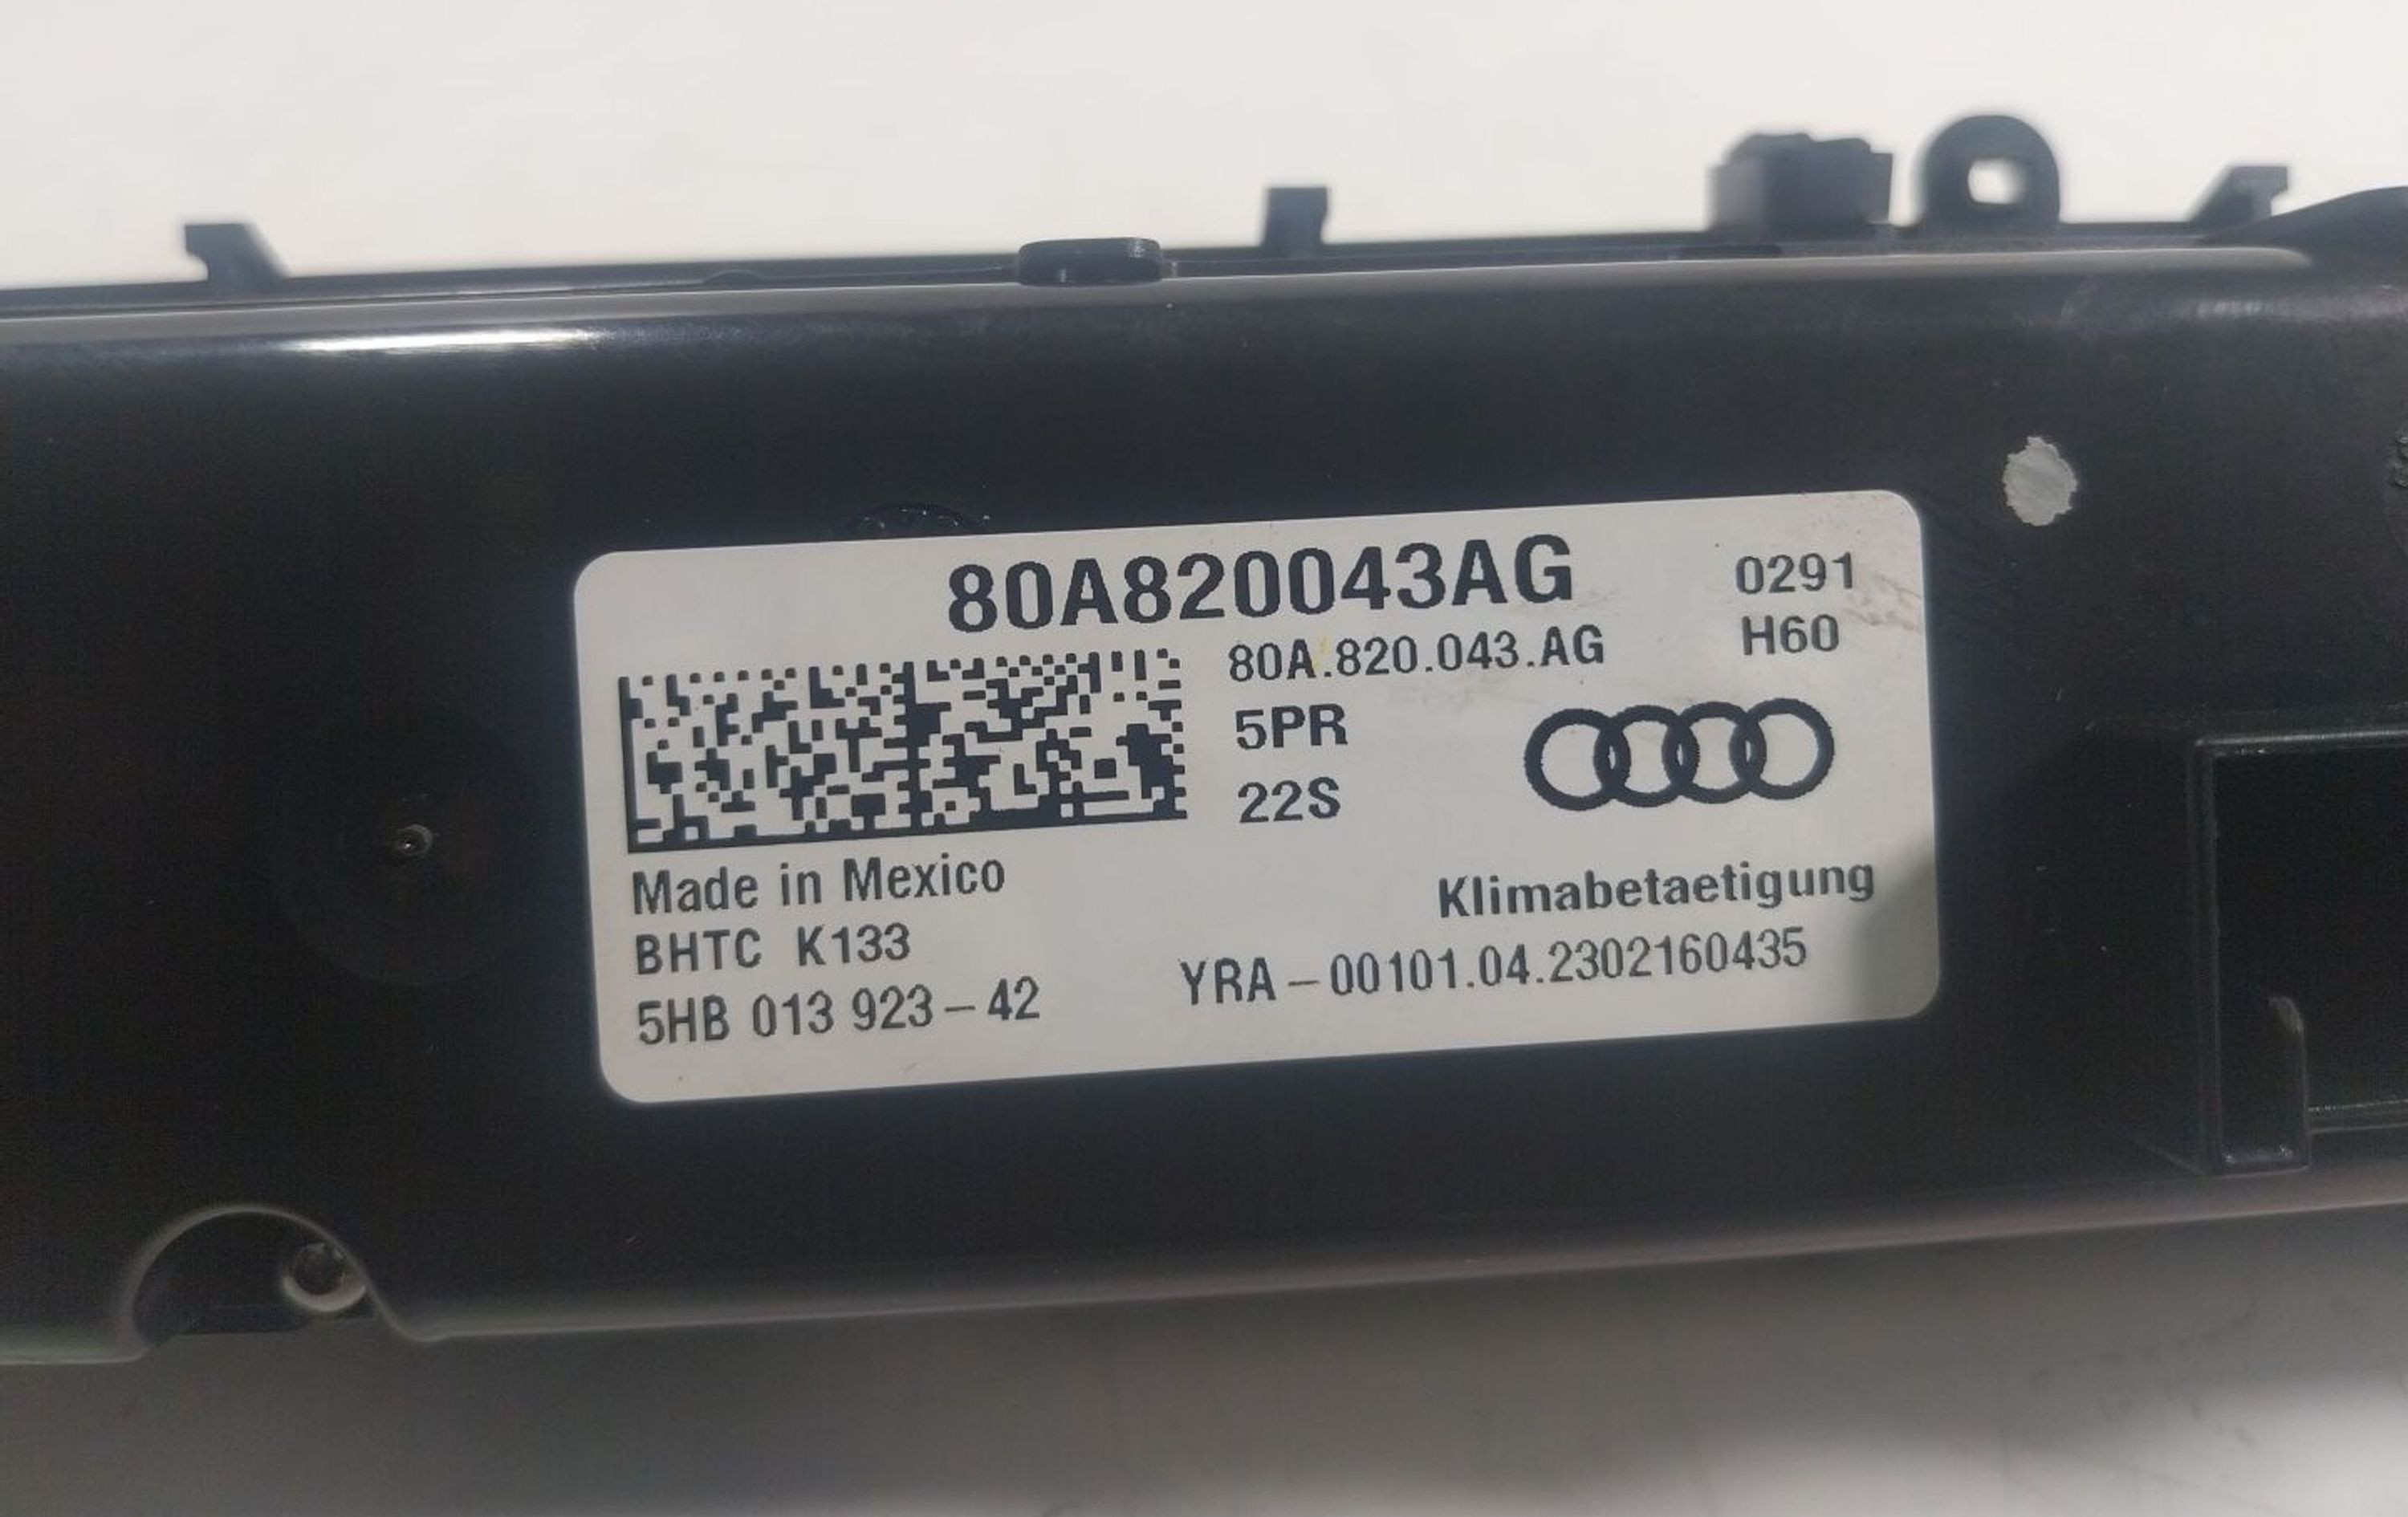 80A820043AG
0291
80A.820.043.AG
H60
5PR
22S
Made in Mexico
Klimabetaetigung
BHTC K133
YRA-00101.04.2302160435
5HB 013 923-42